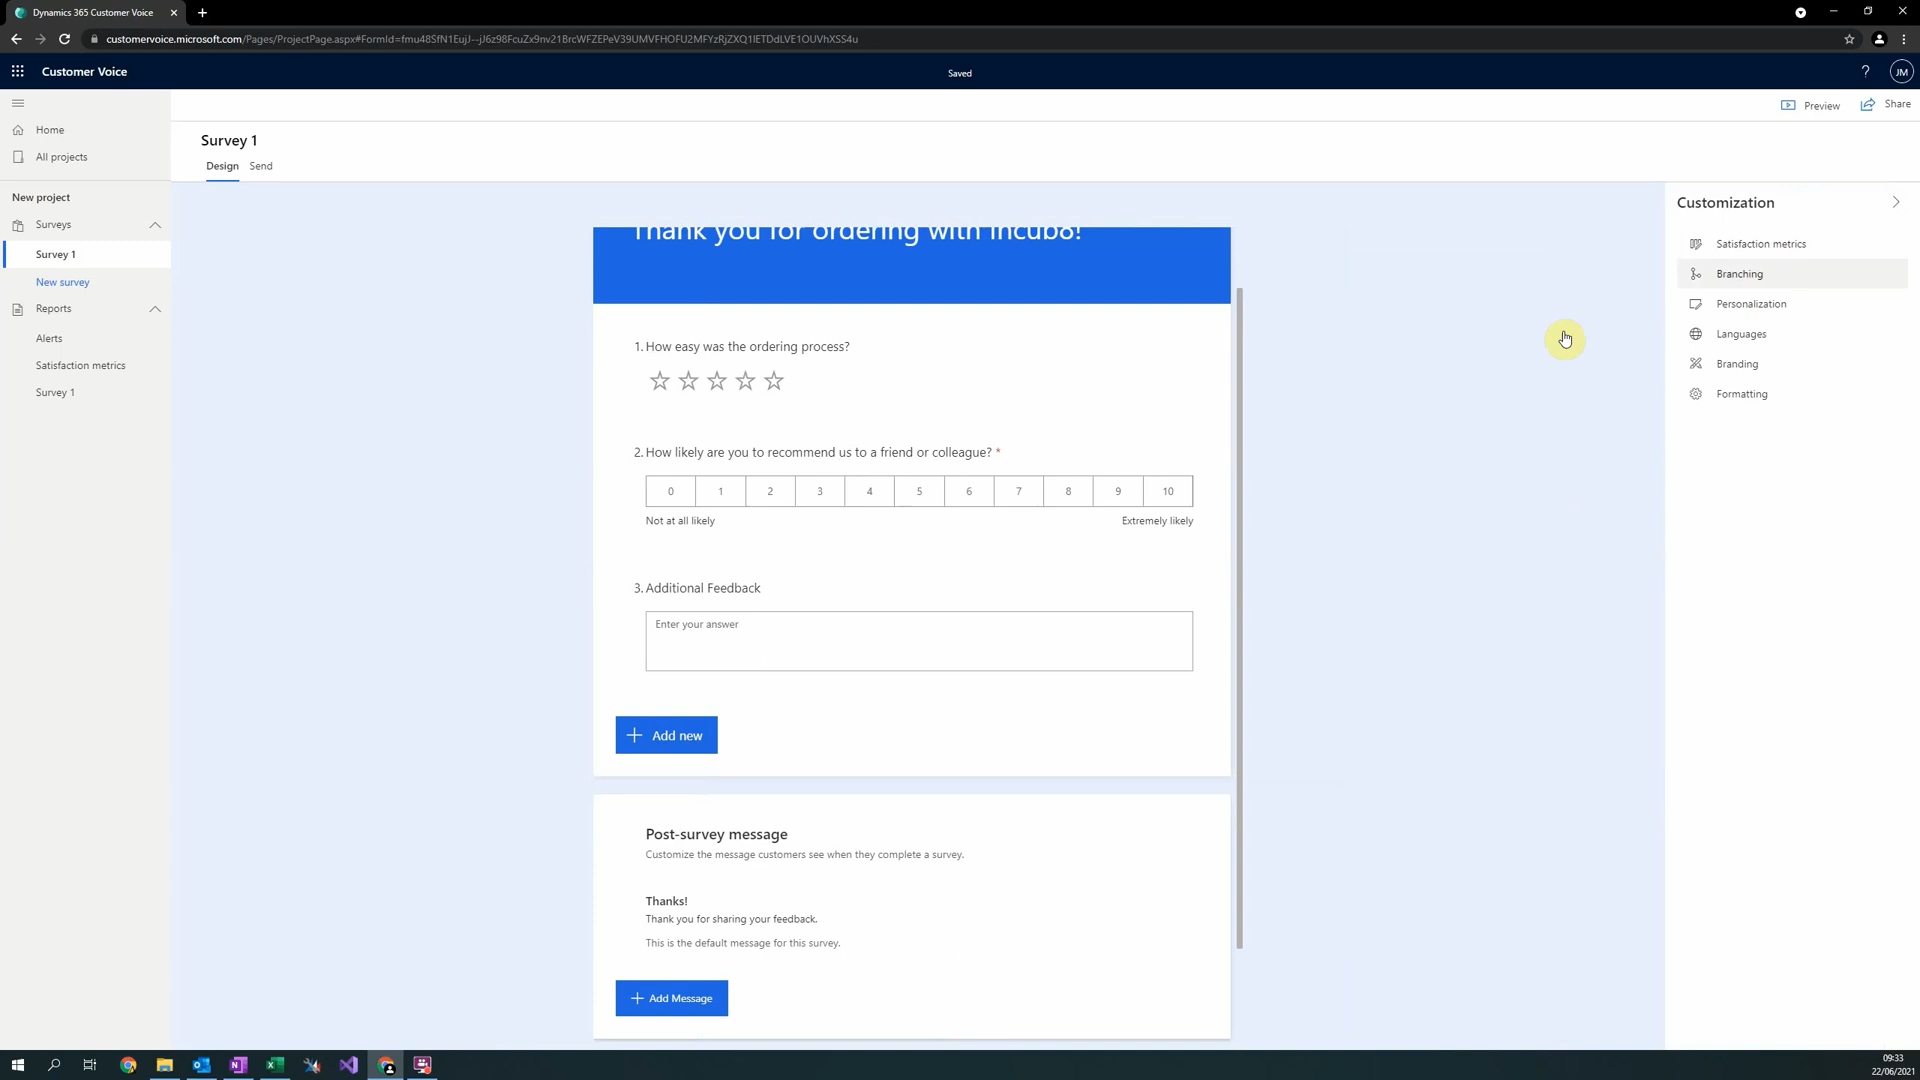 Dynamics 365 Customer Voice
customervoice.microsoft.com/Pages/ProjectPage.aspx#FormId=fmu48SfN1EujJ--jJ6z98FcuZx9nv21BrcWFZEPeV39UMVFHOFU2MFYzRjZXQ1lETDdLVE1OUVhXSS4u
Customer Voice
Saved
?
JM
Preview
Share
Home
All projects
New project
Surveys
Survey 1
New survey
Reports
Alerts
Satisfaction metrics
Survey 1
Survey 1
Design
Send
Thank you for ordering with Incub8!
1. How easy was the ordering process?
2. How likely are you to recommend us to a friend or colleague? *
0 1 2 3 4 5 6 7 8 9 10
Not at all likely
Extremely likely
3. Additional Feedback
Enter your answer
Add new
Post-survey message
Customize the message customers see when they complete a survey.
Thanks!
Thank you for sharing your feedback.
This is the default message for this survey.
Add Message
Customization
Satisfaction metrics
Branching
Personalization
Languages
Branding
Formatting
09:33
22/06/2021